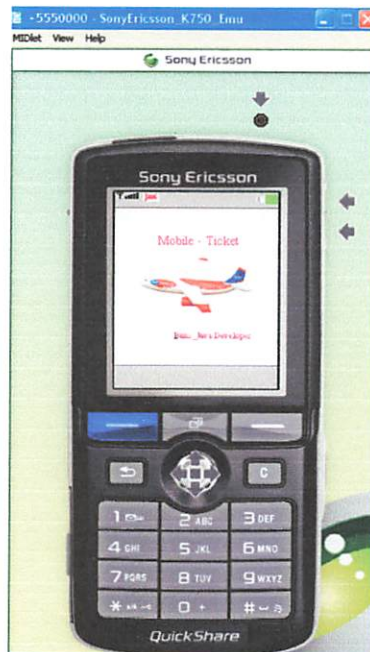 -5550000 - SonyEricsson_K750_Emu
MIDlet View Help
Sony Ericsson
Sony Ericsson
Mobile - Ticket
Developer
C
1
2 ABC
3 DEF
4 GHI
5 JKL
6 MNO
7 PQRS
8 TUV
9 WXYZ
* a/A
0 +
#
QuickShare